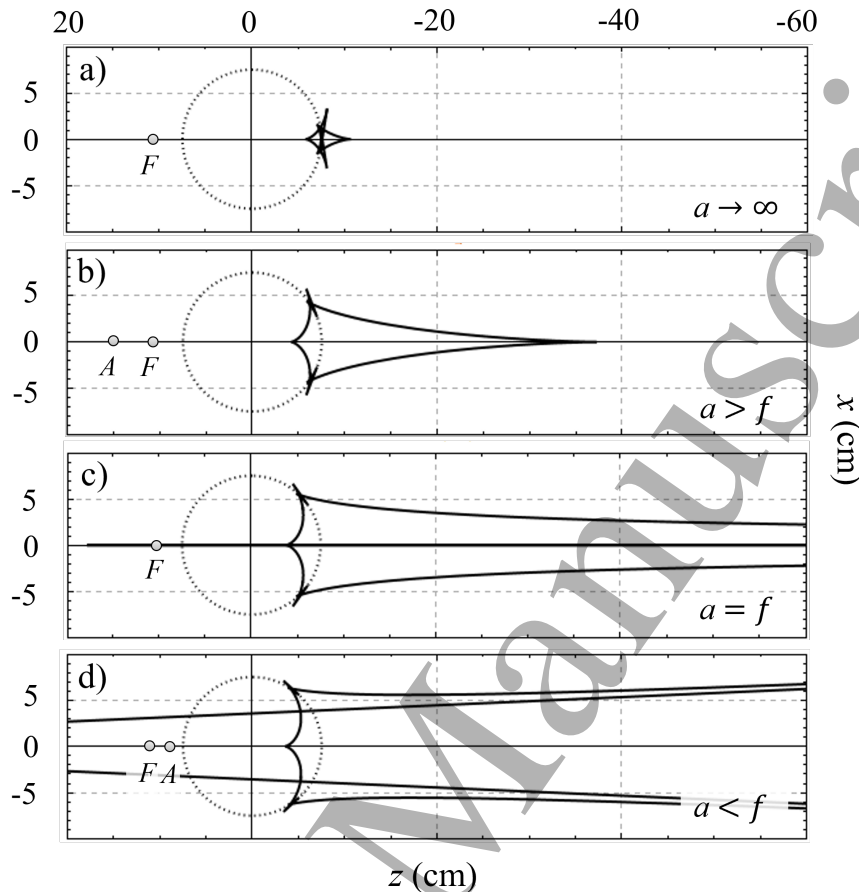 20 0 -20 -40 -60
a)
5
0
-5
F
a → ∞
b)
5
0
-5
A F
a > f
c)
5
0
-5
F
a = f
d)
5
0
-5
F A
a < f
x (cm)
z (cm)
Manuscri